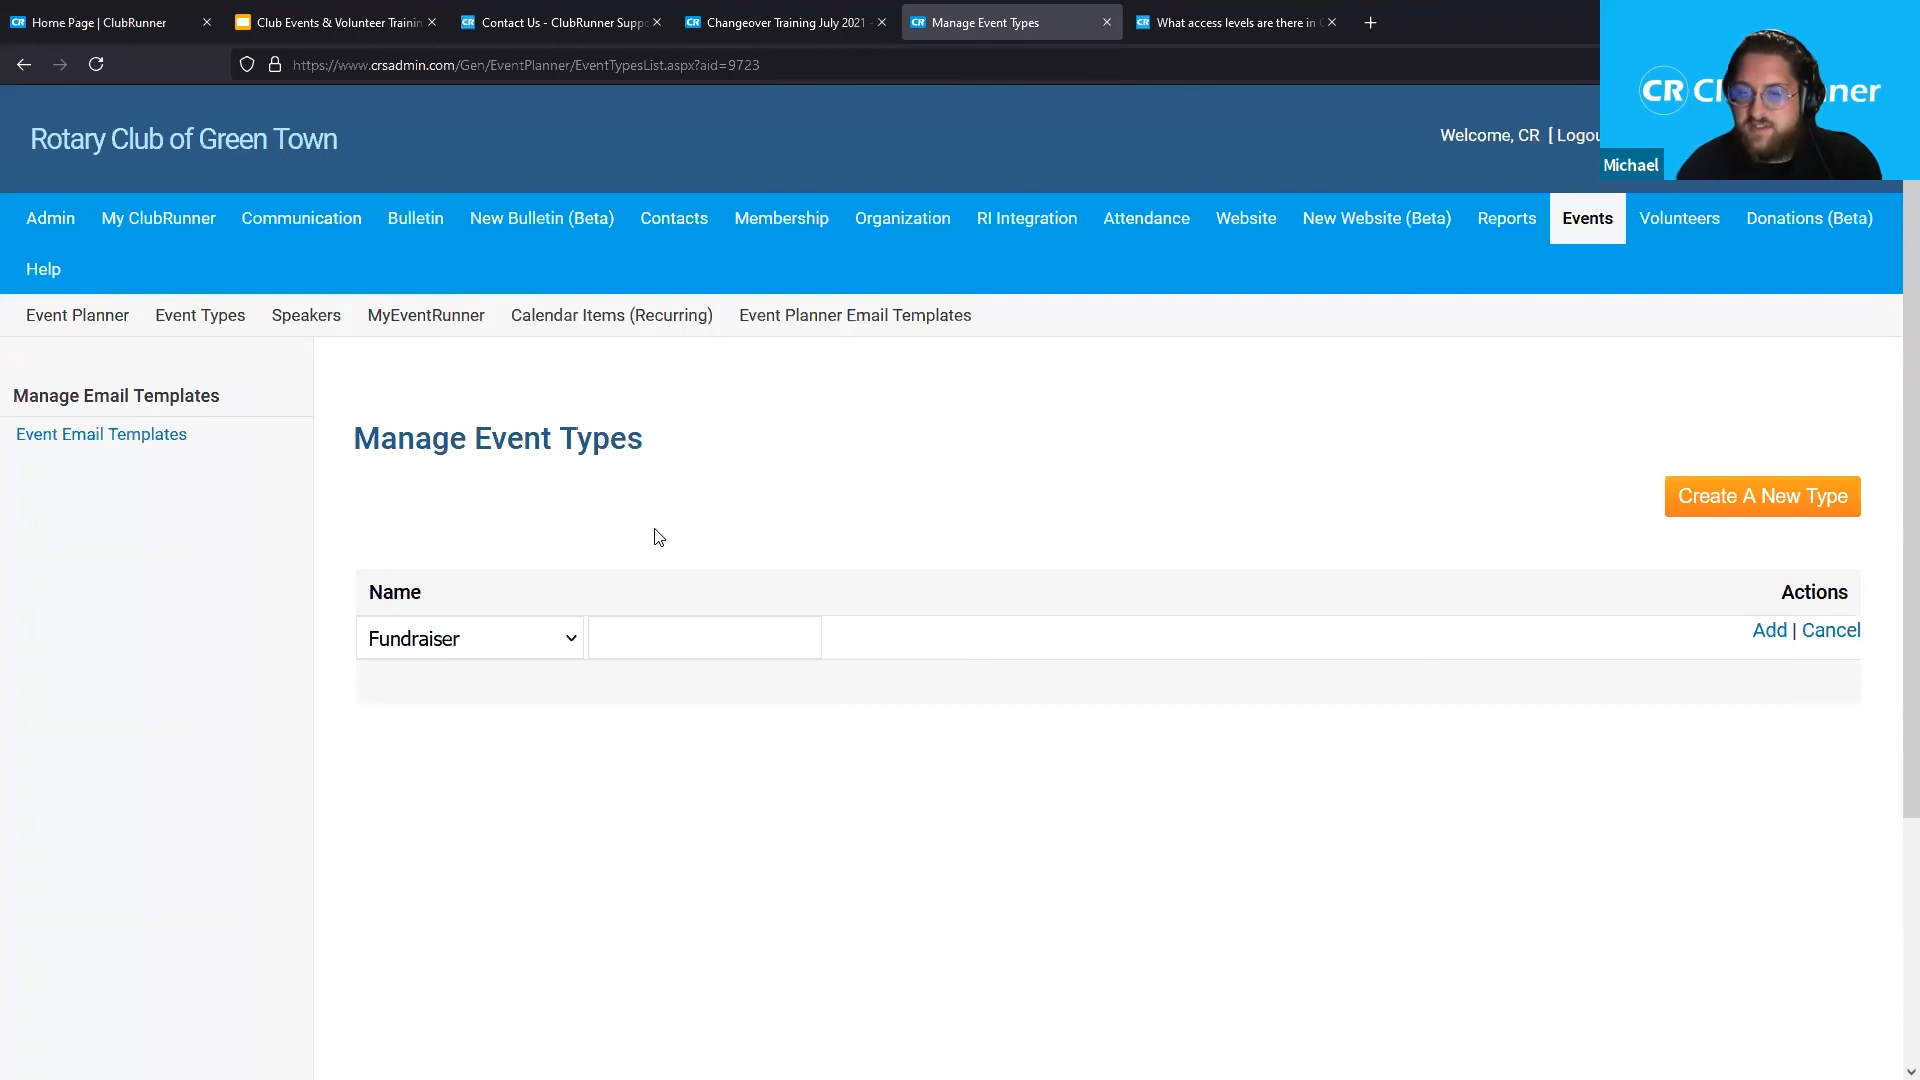 Home Page | ClubRunner
Club Events & Volunteer Trainin
Contact Us - ClubRunner Suppo
Changeover Training July 2021 -
Manage Event Types
What access levels are there in C
https://www.crsadmin.com/Gen/EventPlanner/EventTypesList.aspx?aid=9723
CR Cl ner
Michael
Rotary Club of Green Town
Welcome, CR [ Logou
Admin My ClubRunner Communication Bulletin New Bulletin (Beta) Contacts Membership Organization RI Integration Attendance Website New Website (Beta) Reports Events Volunteers Donations (Beta)
Help
Event Planner Event Types Speakers MyEventRunner Calendar Items (Recurring) Event Planner Email Templates
Manage Email Templates
Event Email Templates
Manage Event Types
Create A New Type
Name Actions
Fundraiser Add | Cancel